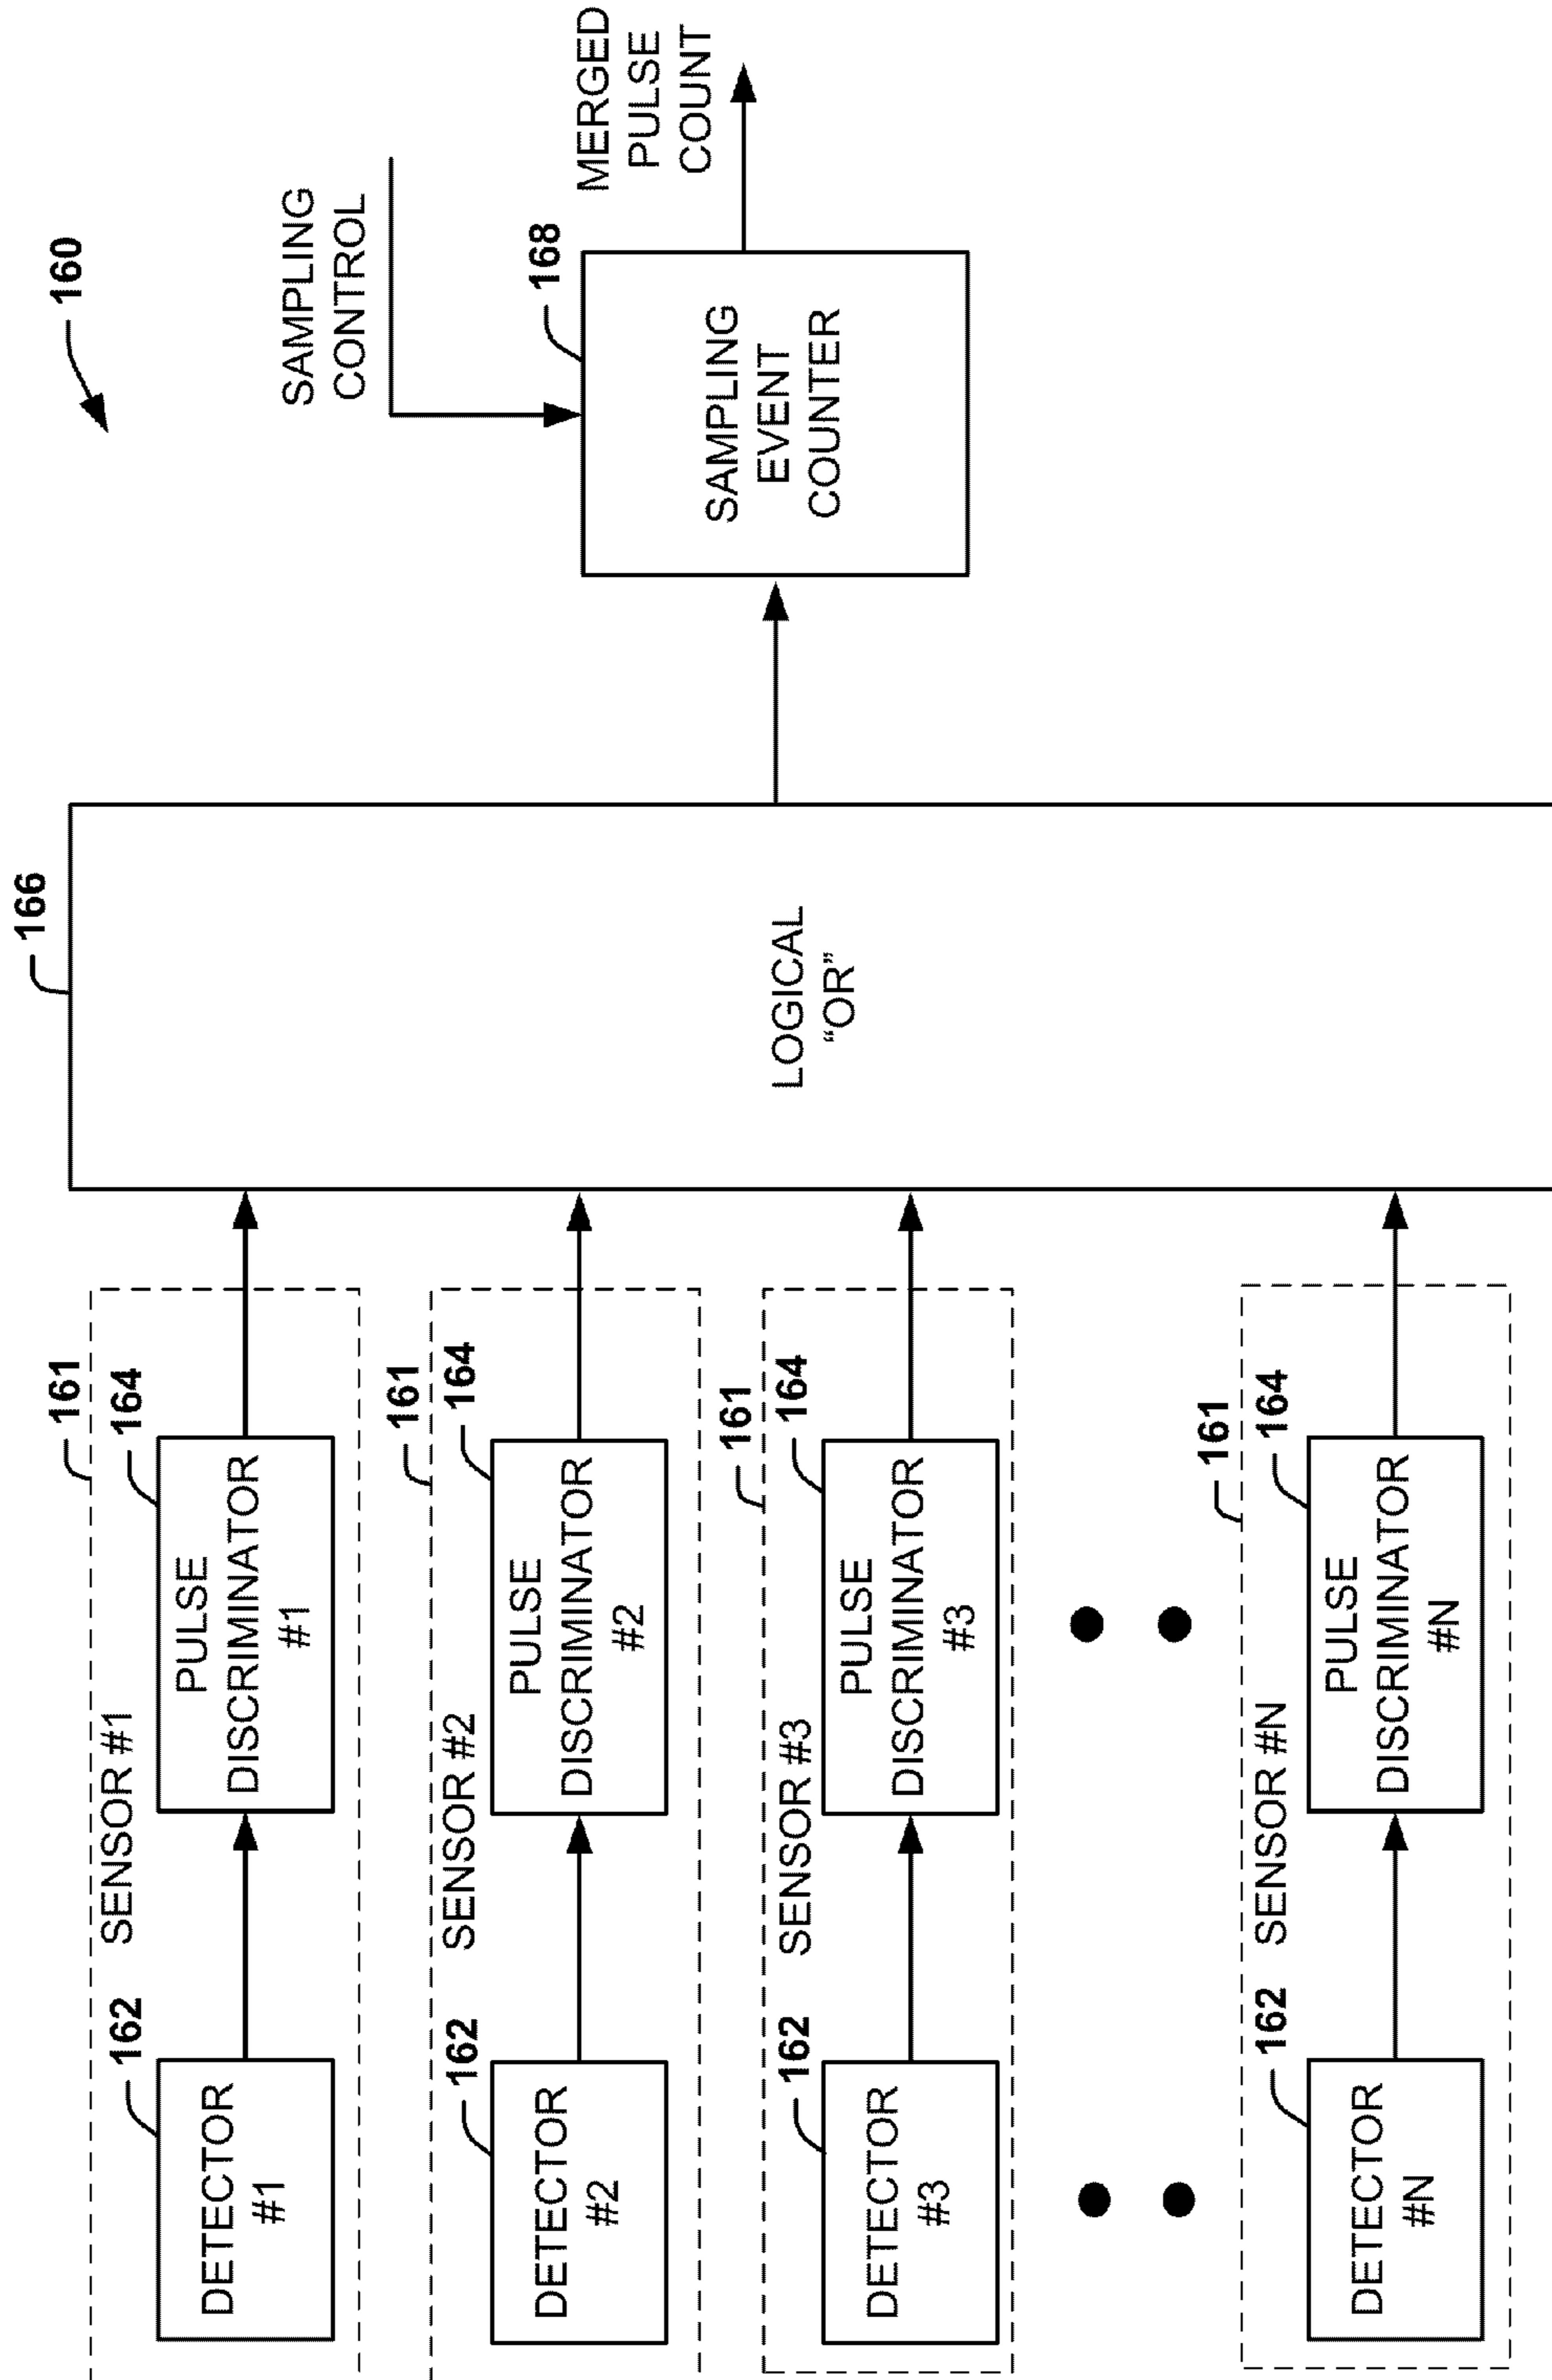 160
161
SENSOR #1
162
DETECTOR
#1
164
PULSE
DISCRIMINATOR
#1
161
SENSOR #2
162
DETECTOR
#2
164
PULSE
DISCRIMINATOR
#2
161
SENSOR #3
162
DETECTOR
#3
164
PULSE
DISCRIMINATOR
#3
161
SENSOR #N
162
DETECTOR
#N
164
PULSE
DISCRIMINATOR
#N
166
LOGICAL
“OR”
SAMPLING
CONTROL
168
SAMPLING
EVENT
COUNTER
MERGED
PULSE
COUNT